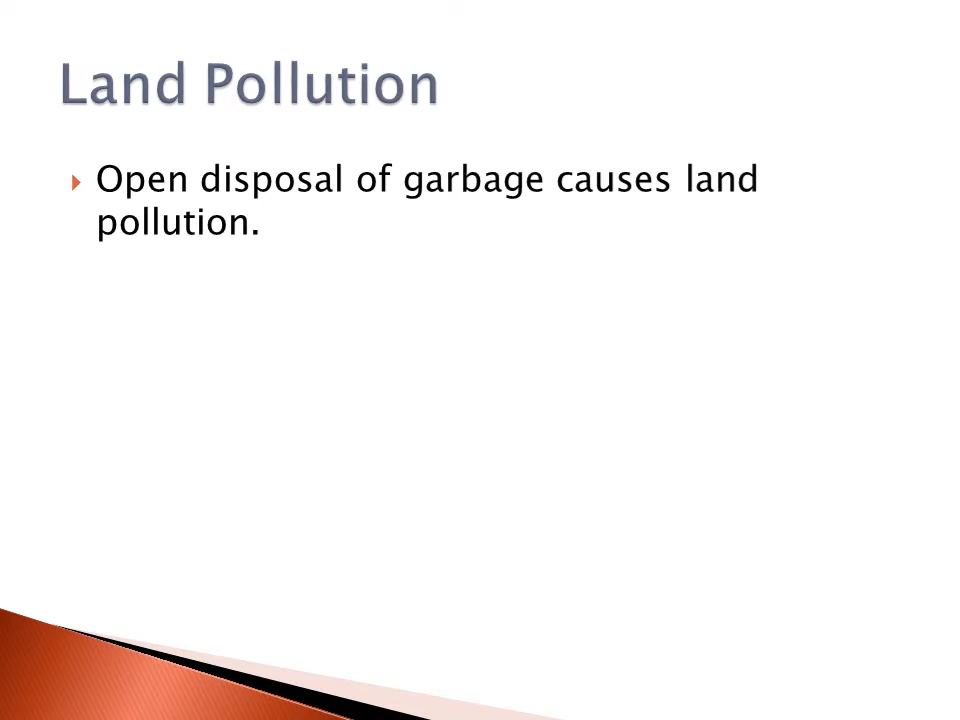 Land Pollution
Open disposal of garbage causes land
pollution.